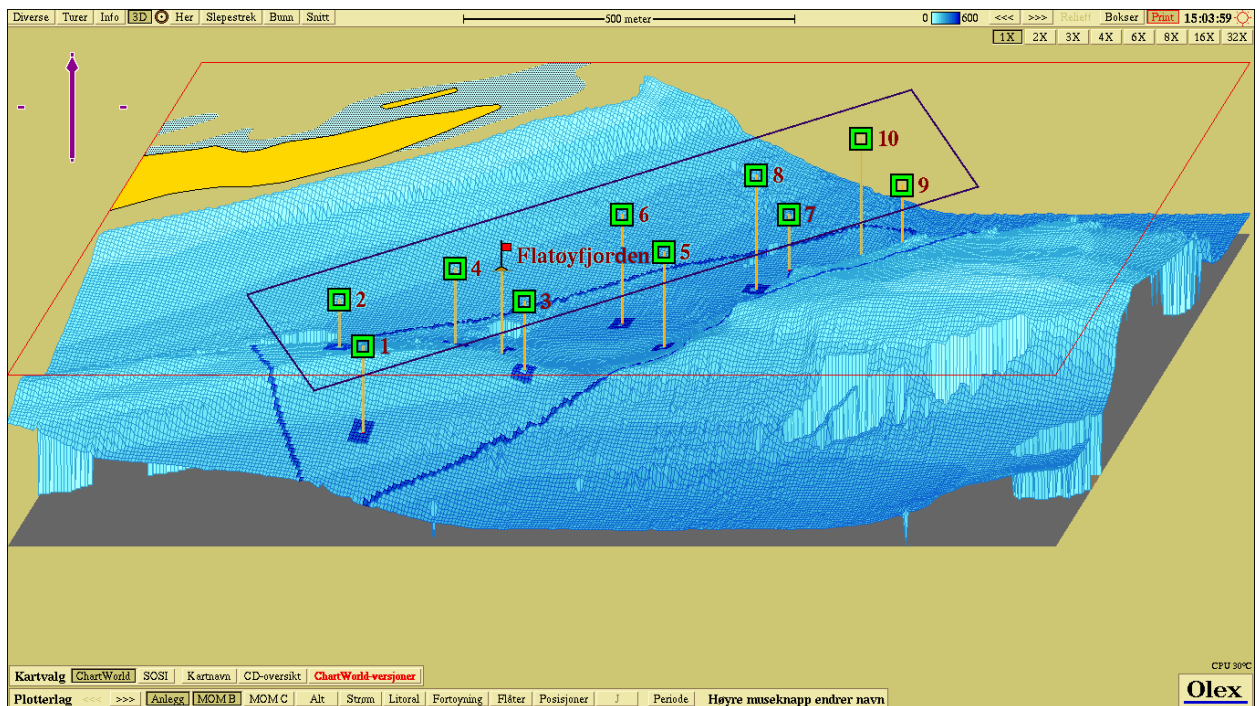 Diverse Turer Info 3D Her Slepestrek Bunn Snitt 500 meter 0 600 <<< >>> Relieff Bokser Print 15:03:59
1X 2X 3X 4X 6X 8X 16X 32X
10
8
9
6
7
Flatøyfjorden
5
4
2
3
1
CPU 30°C
Kartvalg ChartWorld SOSI Kartnavn CD-oversikt ChartWorld-versjoner
Plotterlag <<< >>> Anlegg MOM B MOM C Alt Strøm Litoral Fortøyning Flåter Posisjoner J Periode Høyre museknapp endrer navn
Olex